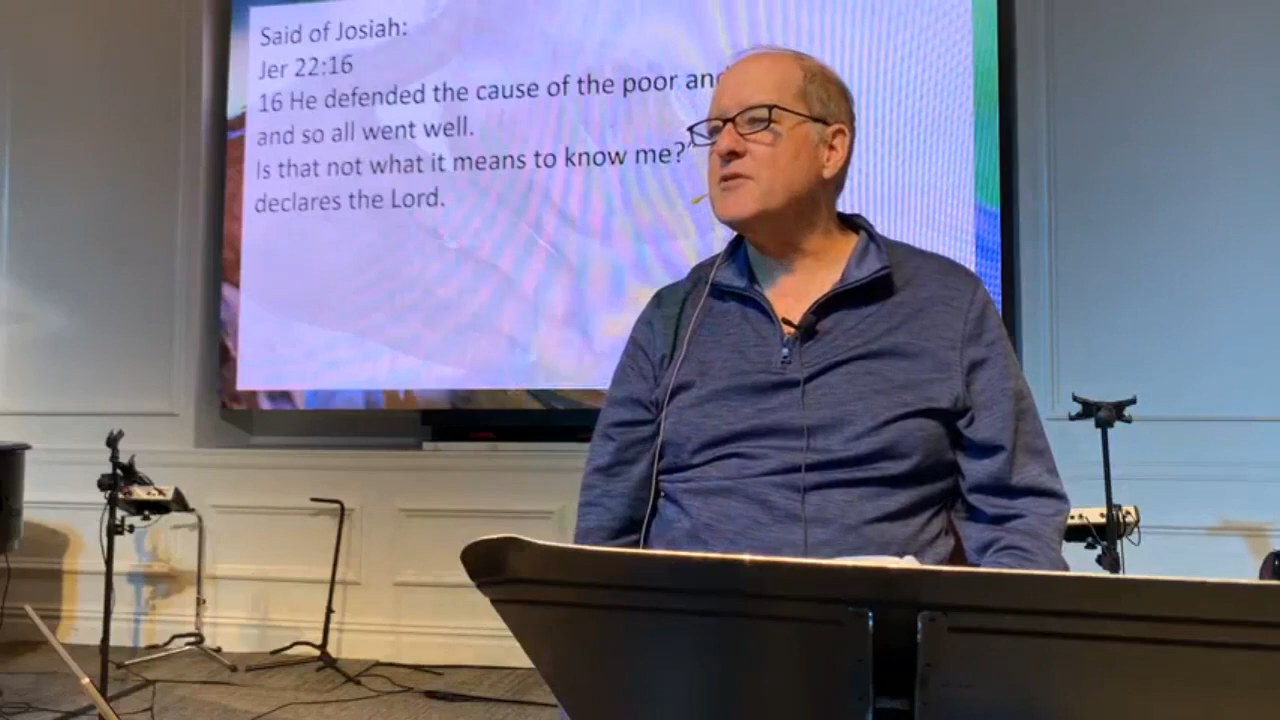 Said of Josiah:
Jer 22:16
16 He defended the cause of the poor and
and so all went well.
Is that not what it means to know me?"
declares the Lord.